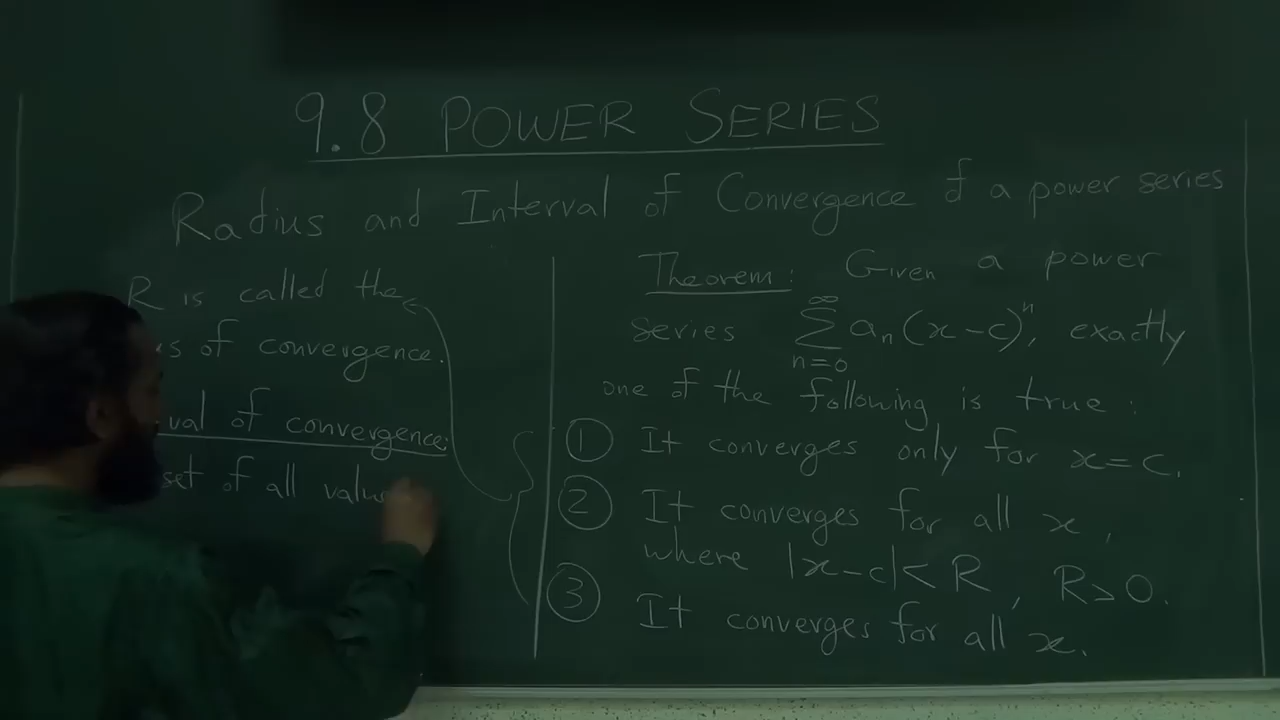 9.8 POWER SERIES
Radius and Interval of Convergence of a power series
R is called the
of convergence.
of convergence:
set of all
Theorem: Given a power
series ∑_{n=0}^{∞} aₙ(x-c)ⁿ, exactly
one of the following is true:
① It converges only for x=c.
② It converges for all x,
where |x-c|<R, R>0.
③ It converges for all x.